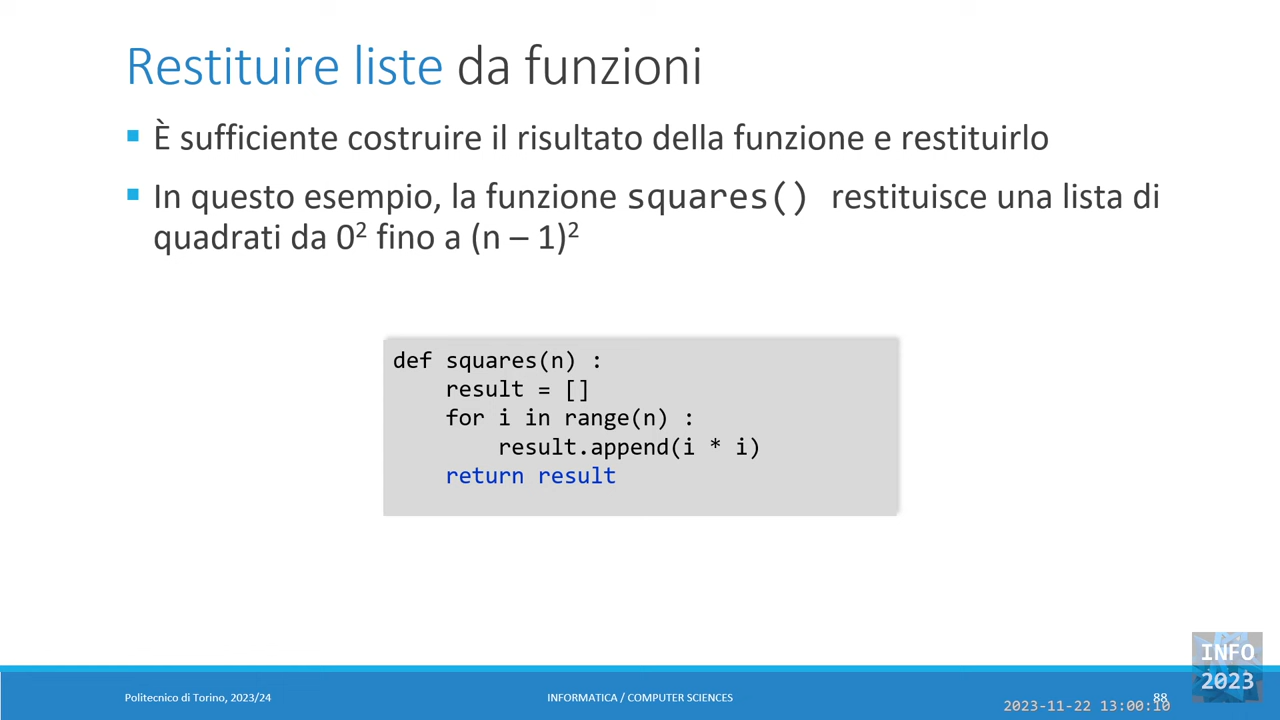 Restituire liste da funzioni
▪ È sufficiente costruire il risultato della funzione e restituirlo
▪ In questo esempio, la funzione squares() restituisce una lista di
quadrati da 0² fino a (n – 1)²
def squares(n) :
    result = []
    for i in range(n) :
        result.append(i * i)
    return result
INFO
2023
Politecnico di Torino, 2023/24
INFORMATICA / COMPUTER SCIENCES
88
2023-11-22 13:00:10